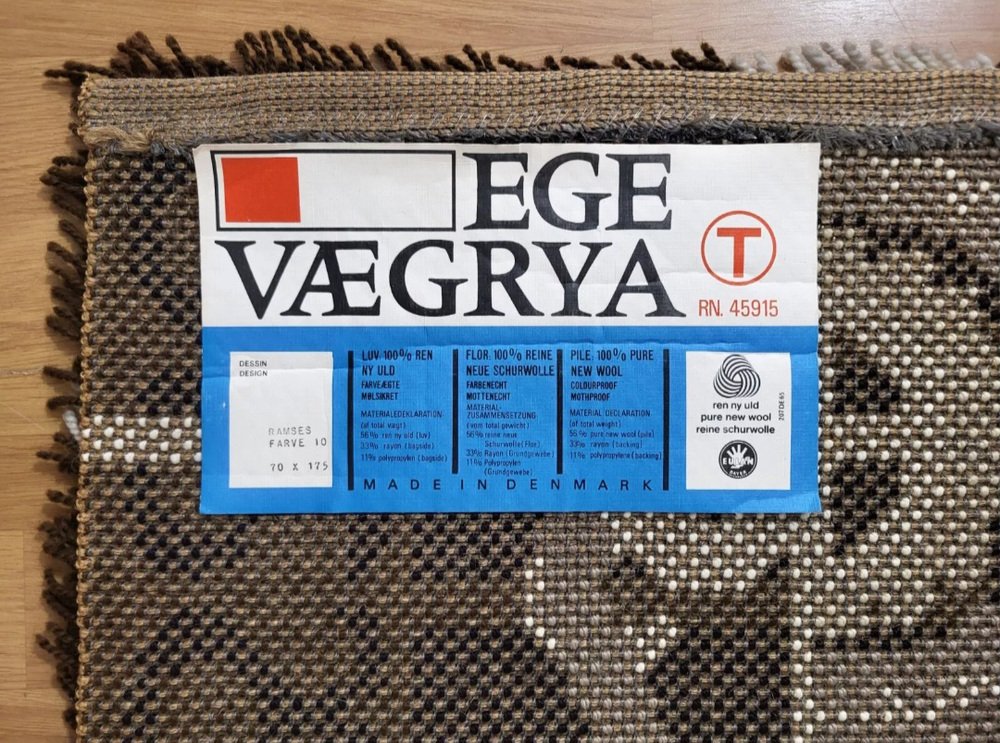 EGE
VÆGRYA
T
RN. 45915
DESSIN
DESIGN
RAMSES
FARVE 10
70 X 175
LUV: 100% REN
NY ULD
FARVEÆGTE
MØLSIKRET
MATERIALEDEKLARATION
(af total vægt)
56% ren ny uld (luv)
33% rayon (bagside)
11% polypropylen (bagside)
FLOR: 100% REINE
NEUE SCHURWOLLE
FARBENECHT
MOTTENECHT
MATERIAL-
ZUSAMMENSETZUNG
(vom total gewicht)
56% reine neue
Schurwolle (Flor)
33% Rayon (Grundgewebe)
11% Polypropylen
(Grundgewebe)
PILE: 100% PURE
NEW WOOL
COLOURPROOF
MOTHPROOF
MATERIAL DECLARATION
(of total weight)
56% pure new wool (pile)
33% rayon (backing)
11% polypropylene (backing)
MADE IN DENMARK
ren ny uld
pure new wool
reine schurwolle
EULAN
BAYER